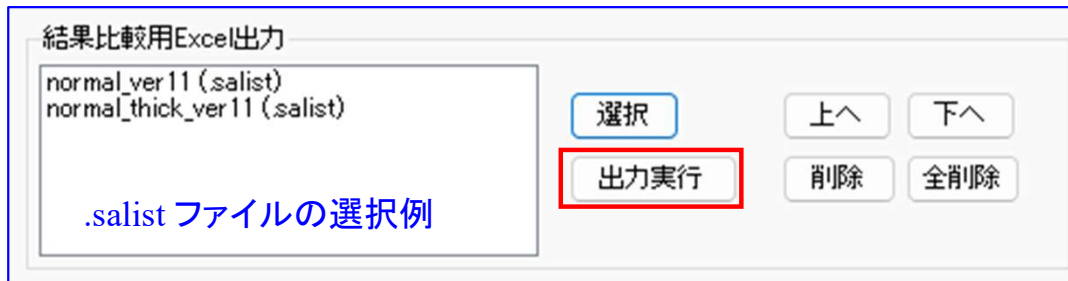 結果比較用Excel出力
normal_ver11 (.salist)
normal_thick_ver11 (.salist)
.salist ファイルの選択例
選択
上へ
下へ
出力実行
削除
全削除